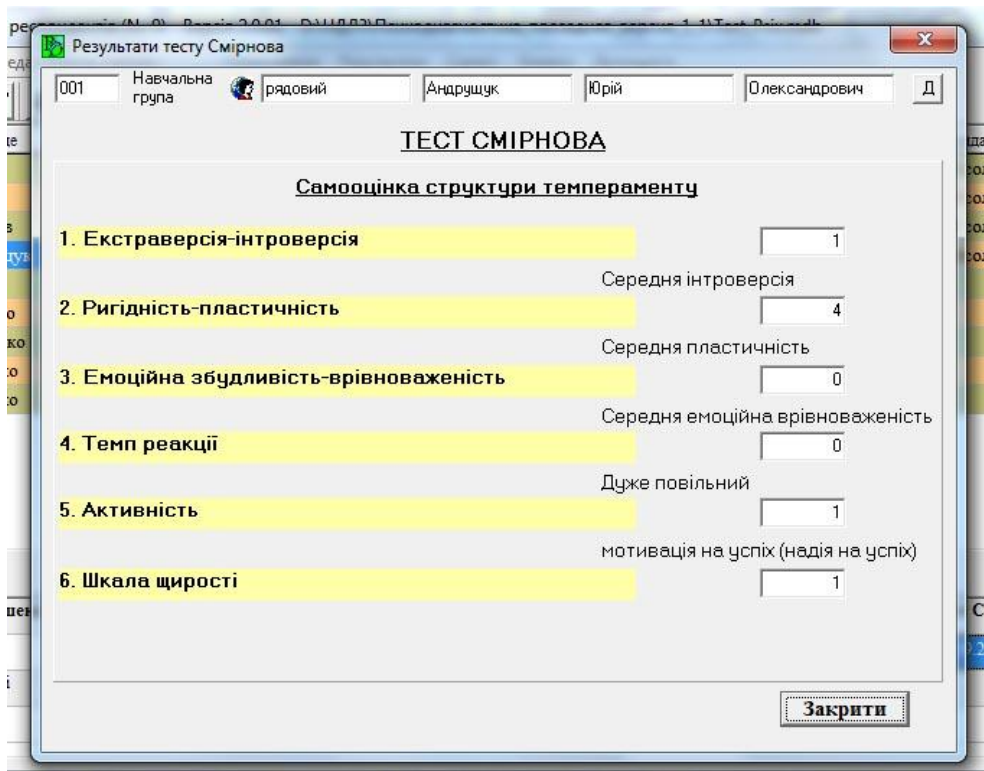 Результати тесту Смірнова
001 Навчальна група рядовий Андрущук Юрій Олександрович Д
ТЕСТ СМІРНОВА
Самооцінка структури темпераменту
1. Екстраверсія-інтроверсія 1
Середня інтроверсія
2. Ригідність-пластичність 4
Середня пластичність
3. Емоційна збудливість-врівноваженість 0
Середня емоційна врівноваженість
4. Темп реакції 0
Дуже повільний
5. Активність 1
мотивація на успіх (надія на успіх)
6. Шкала щирості 1
Закрити